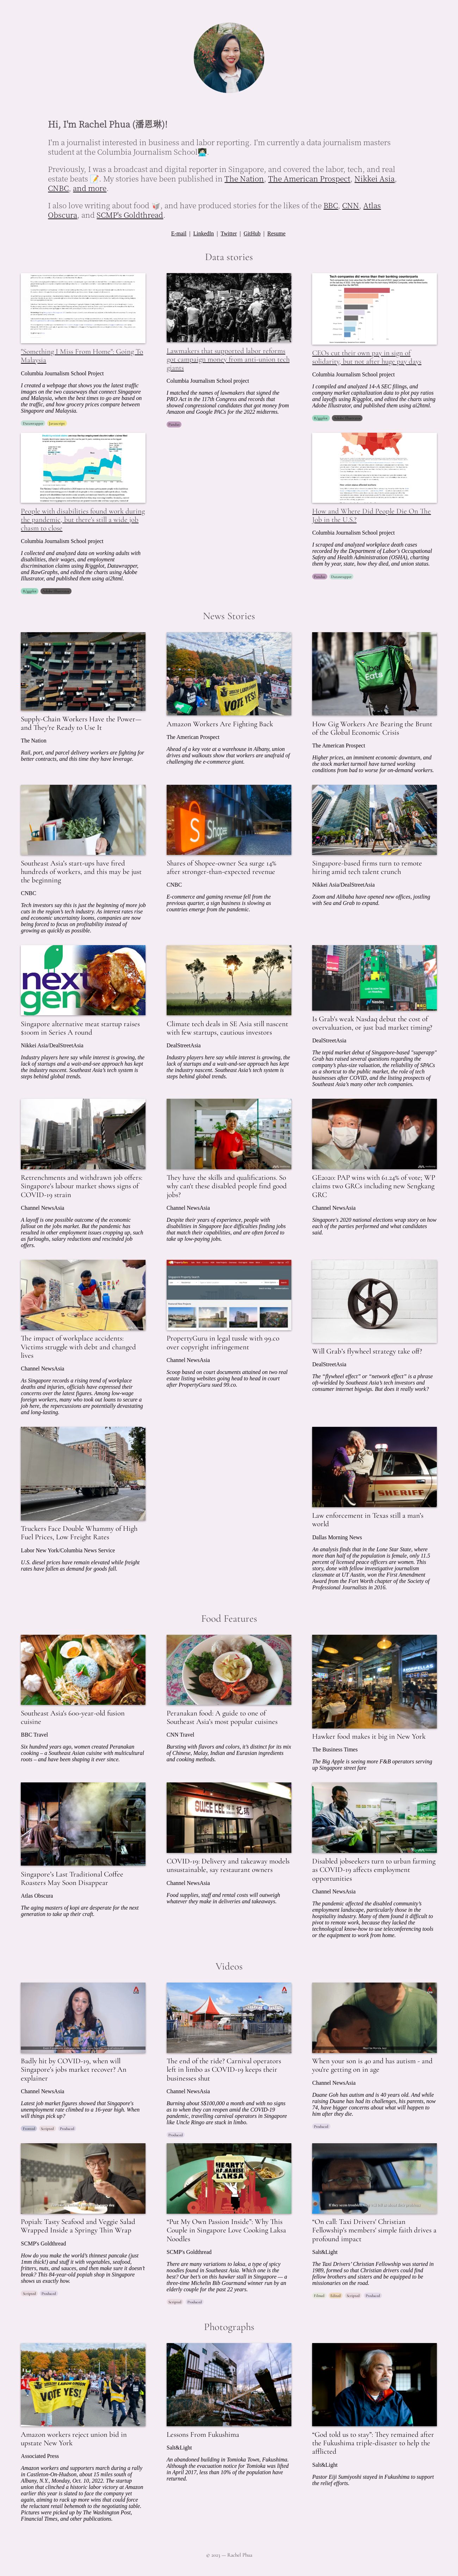 Hi, I'm Rachel Phua (潘恩琳)!
I'm a journalist interested in business and labor reporting. I'm currently a data journalism masters
student at the Columbia Journalism School👩🏻‍💻
Previously, I was a broadcast and digital reporter in Singapore, and covered the labor, tech, and real
estate beats 📝. My stories have been published in The Nation, The American Prospect, Nikkei Asia,
CNBC, and more.
I also love writing about food 🥡, and have produced stories for the likes of the BBC, CNN, Atlas
Obscura, and SCMP's Goldthread.
E-mail | LinkedIn | Twitter | GitHub | Resume
Data stories
"Something I Miss From Home": Going To
Malaysia
Columbia Journalism School Project
I created a webpage that shows you the latest traffic
images on the two causeways that connect Singapore
and Malaysia, when the best times to go are based on
the traffic, and how grocery prices compare between
Singapore and Malaysia.
Datawrapper Javascript
Lawmakers that supported labor reforms
got campaign money from anti-union tech
giants
Columbia Journalism School project
I matched the names of lawmakers that signed the
PRO Act in the 117th Congress and records that
showed congressional candidates who got money from
Amazon and Google PACs for the 2022 midterms.
Pandas
Tech companies did worse than their nontech counterparts
CEOs cut their own pay in sign of
solidarity, but not after huge pay days
Columbia Journalism School project
I compiled and analyzed 14-A SEC filings, and
company market capitalization data to plot pay ratios
and layoffs using R/ggplot, and edited the charts using
Adobe Illustrator, and published them using ai2html.
R/ggplot Adobe Illustrator
People with disabilities found work during
the pandemic, but there's still a wide job
chasm to close
Columbia Journalism School project
I collected and analyzed data on working adults with
disabilities, their wages, and employment
discrimination claims using R/ggplot, Datawrapper,
and RawGraphs, and edited the charts using Adobe
Illustrator, and published them using ai2html.
R/ggplot Adobe Illustrator
How and Where Did People Die On The
Job in the U.S.?
Columbia Journalism School project
I scraped and analyzed workplace death cases
recorded by the Department of Labor's Occupational
Safety and Health Administration (OSHA), charting
them by year, state, how they died, and union status.
Pandas Datawrapper
News Stories
Supply-Chain Workers Have the Power—
and They're Ready to Use It
The Nation
Rail, port, and parcel delivery workers are fighting for
better contracts, and this time they have leverage.
VOTE YES!
Amazon Workers Are Fighting Back
The American Prospect
Ahead of a key vote at a warehouse in Albany, union
drives and walkouts show that workers are unafraid of
challenging the e-commerce giant.
Uber
Eats
How Gig Workers Are Bearing the Brunt
of the Global Economic Crisis
The American Prospect
Higher prices, an imminent economic downturn, and
the stock market turmoil have turned working
conditions from bad to worse for on-demand workers.
Southeast Asia's start-ups have fired
hundreds of workers, and this may be just
the beginning
CNBC
Tech investors say this is just the beginning of more job
cuts in the region's tech industry. As interest rates rise
and economic uncertainty looms, companies are now
being forced to focus on profitability instead of
growing as quickly as possible.
Shares of Shopee-owner Sea surge 14%
after stronger-than-expected revenue
CNBC
E-commerce and gaming revenue fell from the
previous quarter, a sign business is slowing as
countries emerge from the pandemic.
Singapore-based firms turn to remote
hiring amid tech talent crunch
Nikkei Asia/DealStreetAsia
Zoom and Alibaba have opened new offices, jostling
with Sea and Grab to expand.
next
gen
Singapore alternative meat startup raises
$100m in Series A round
Nikkei Asia/DealStreetAsia
Industry players here say while interest is growing, the
lack of startups and a wait-and-see approach has kept
the industry nascent. Southeast Asia's tech system is
steps behind global trends.
Climate tech deals in SE Asia still nascent
with few startups, cautious investors
DealStreetAsia
Industry players here say while interest is growing, the
lack of startups and a wait-and-see approach has kept
the industry nascent. Southeast Asia's tech system is
steps behind global trends.
Is Grab's weak Nasdaq debut the cost of
overvaluation, or just bad market timing?
DealStreetAsia
The tepid market debut of Singapore-based "superapp"
Grab has raised several questions regarding the
company's plus-size valuation, the reliability of SPACs
as a shortcut to the public market, the role of tech
businesses after COVID, and the listing prospects of
Southeast Asia's many other tech companies.
Retrenchments and withdrawn job offers:
Singapore's labour market shows signs of
COVID-19 strain
Channel NewsAsia
A layoff is one possible outcome of the economic
fallout on the job market. But the pandemic has
resulted in other employment issues cropping up, such
as furloughs, salary reductions and rescinded job
offers.
They have the skills and qualifications. So
why can't these disabled people find good
jobs?
Channel NewsAsia
Despite their years of experience, people with
disabilities in Singapore face difficulties finding jobs
that match their capabilities, and are often forced to
take up low-paying jobs.
GE2020: PAP wins with 61.24% of vote; WP
claims two GRCs including new Sengkang
GRC
Channel NewsAsia
Singapore's 2020 national elections wrap story on how
each of the parties performed and what candidates
said.
The impact of workplace accidents:
Victims struggle with debt and changed
lives
Channel NewsAsia
As Singapore records a rising trend of workplace
deaths and injuries, officials have expressed their
concerns over the latest figures. Among low-wage
foreign workers, many who took out loans to secure a
job here, the repercussions are potentially devastating
and long-lasting.
PropertyGuru in legal tussle with 99.co
over copyright infringement
Channel NewsAsia
Scoop based on court documents attained on two real
estate listing websites going head to head in court
after PropertyGuru sued 99.co.
Will Grab's flywheel strategy take off?
DealStreetAsia
The "flywheel effect" or "network effect" is a phrase
oft-wielded by Southeast Asia's tech investors and
consumer internet bigwigs. But does it really work?
Truckers Face Double Whammy of High
Fuel Prices, Low Freight Rates
Labor New York/Columbia News Service
U.S. diesel prices have remain elevated while freight
rates have fallen as demand for goods fall.
SHERIFF
Law enforcement in Texas still a man's
world
Dallas Morning News
An analysis finds that in the Lone Star State, where
more than half of the population is female, only 11.5
percent of licensed peace officers are women. This
story, done with fellow investigative journalism
classmate at UT Austin, won the First Amendment
Award from the Fort Worth chapter of the Society of
Professional Journalists in 2016.
Food Features
Southeast Asia's 600-year-old fusion
cuisine
BBC Travel
Six hundred years ago, women created Peranakan
cooking – a Southeast Asian cuisine with multicultural
roots – and have been shaping it ever since.
Peranakan food: A guide to one of
Southeast Asia's most popular cuisines
CNN Travel
Bursting with flavors and colors, it's distinct for its mix
of Chinese, Malay, Indian and Eurasian ingredients
and cooking methods.
Hawker food makes it big in New York
The Business Times
The Big Apple is seeing more F&B operators serving
up Singapore street fare
Singapore's Last Traditional Coffee
Roasters May Soon Disappear
Atlas Obscura
The aging masters of kopi are desperate for the next
generation to take up their craft.
COVID-19: Delivery and takeaway models
unsustainable, say restaurant owners
Channel NewsAsia
Food supplies, staff and rental costs will outweigh
whatever they make in deliveries and takeaways.
Disabled jobseekers turn to urban farming
as COVID-19 affects employment
opportunities
Channel NewsAsia
The pandemic affected the disabled community's
employment landscape, particularly those in the
hospitality industry. Many of them found it difficult to
pivot to remote work, because they lacked the
technological know-how to use teleconferencing tools
or the equipment to work from home.
Videos
Badly hit by COVID-19, when will
Singapore's jobs market recover? An
explainer
Channel NewsAsia
Latest job market figures showed that Singapore's
unemployment rate climbed to a 16-year high. When
will things pick up?
Scripted Produced
The end of the ride? Carnival operators
left in limbo as COVID-19 keeps their
businesses shut
Channel NewsAsia
Burning about S$100,000 a month and with no signs
as to when they can reopen amid the COVID-19
pandemic, travelling carnival operators in Singapore
like Uncle Ringo are stuck in limbo.
Produced
When your son is 40 and has autism - and
you're getting on in age
Channel NewsAsia
Duane Goh has autism and is 40 years old. And while
raising Duane has had its challenges, his parents, now
74, have bigger concerns about what will happen to
him after they die.
Produced
Popiah: Tasty Seafood and Veggie Salad
Wrapped Inside a Springy Thin Wrap
SCMP's Goldthread
How do you make the world's thinnest pancake (just
1mm thick!) and stuff it with vegetables, seafood,
fritters, nuts, and sauces, and then make sure it doesn't
break? This 84-year-old popiah shop in Singapore
shows us exactly how.
Scripted Produced
HEART
LAKSA
"Put My Own Passion Inside": Why This
Couple in Singapore Love Cooking Laksa
Noodles
SCMP's Goldthread
There are many variations to laksa, a type of spicy
noodles found in Southeast Asia. Which one is the
best? Our bet's on this hawker stall in Singapore — a
three-time Michelin Bib Gourmand winner run by an
elderly couple for the past 22 years.
Scripted Produced
"On call: Taxi Drivers' Christian
Fellowship's members' simple faith drives a
profound impact
Salt&Light
The Taxi Drivers' Christian Fellowship was started in
1989, formed so that Christian drivers could find
fellow brothers and sisters and be equipped to be
missionaries on the road.
Filmed Edited Scripted Produced
Photographs
VOTE YES!
Amazon workers reject union bid in
upstate New York
Associated Press
Amazon workers and supporters march during a rally
in Castleton-On-Hudson, about 15 miles south of
Albany, N.Y., Monday, Oct. 10, 2022. The startup
union that clinched a historic labor victory at Amazon
earlier this year is slated to face the company yet
again, aiming to rack up more wins that could force
the reluctant retail behemoth to the negotiating table.
Pictures were picked up by The Washington Post,
Financial Times, and other publications.
Lessons From Fukushima
Salt&Light
An abandoned building in Tomioka Town, Fukushima.
Although the evacuation notice for Tomioka was lifted
in April 2017, less than 10% of the population have
returned.
"God told us to stay": They remained after
the Fukushima triple-disaster to help the
afflicted
Salt&Light
Pastor Eiji Sumiyoshi stayed in Fukushima to support
the relief efforts.
© 2023 — Rachel Phua